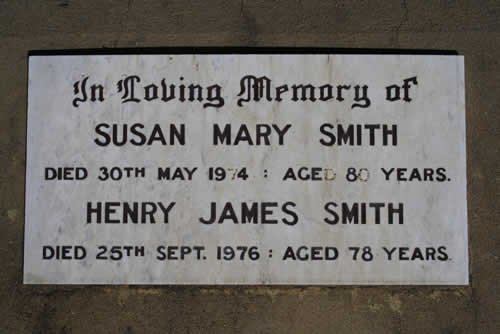 In Loving Memory of
SUSAN MARY SMITH
DIED 30TH MAY 1974 : AGED 80 YEARS.
HENRY JAMES SMITH
DIED 25TH SEPT. 1976 : AGED 78 YEARS.